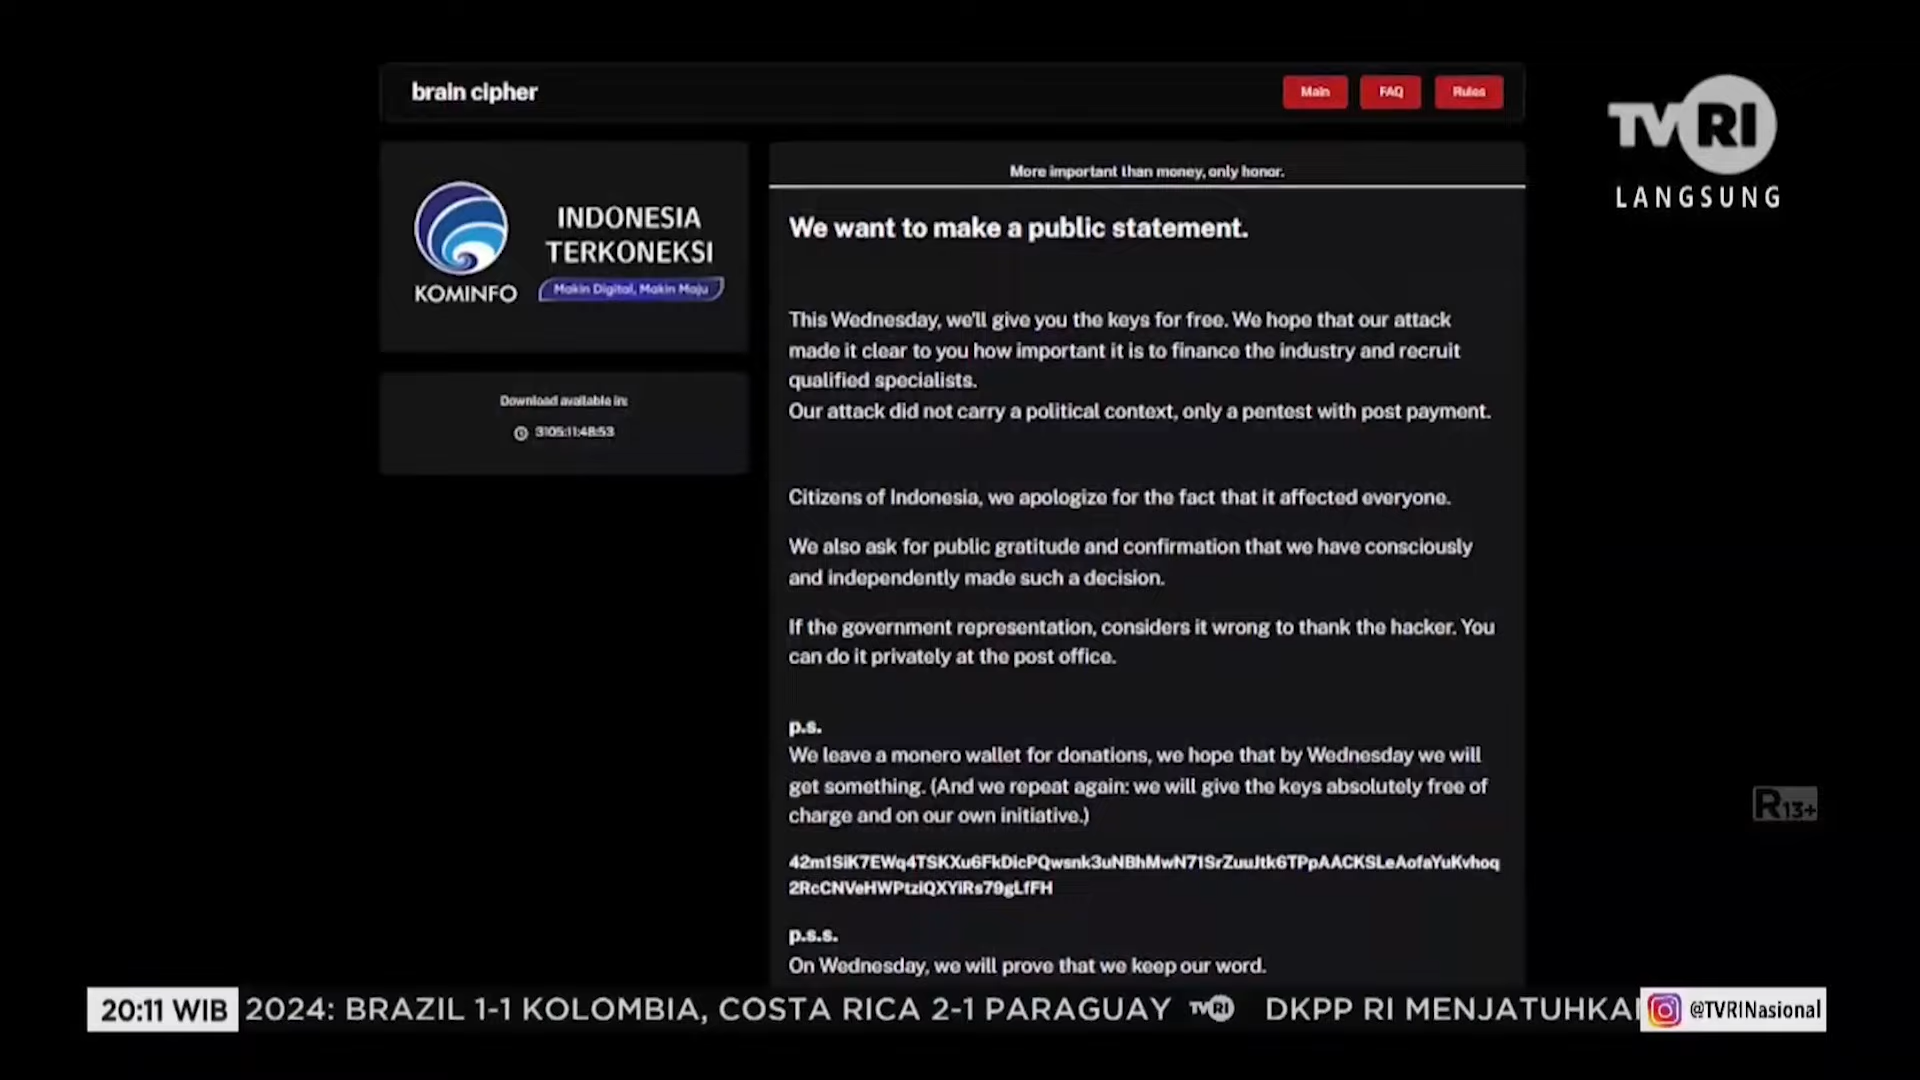 brain cipher
Main
FAQ
Rules
TVRI
LANGSUNG
KOMINFO
INDONESIA
TERKONEKSI
Makin Digital, Makin Maju
Download available in:
3105:11:48:53
More important than money, only honor.
We want to make a public statement.
This Wednesday, we'll give you the keys for free. We hope that our attack
made it clear to you how important it is to finance the industry and recruit
qualified specialists.
Our attack did not carry a political context, only a pentest with post payment.
Citizens of Indonesia, we apologize for the fact that it affected everyone.
We also ask for public gratitude and confirmation that we have consciously
and independently made such a decision.
If the government representation, considers it wrong to thank the hacker. You
can do it privately at the post office.
p.s.
We leave a monero wallet for donations, we hope that by Wednesday we will
get something. (And we repeat again: we will give the keys absolutely free of
charge and on our own initiative.)
p.s.s.
On Wednesday, we will prove that we keep our word.
R13+
20:11 WIB
2024: BRAZIL 1-1 KOLOMBIA, COSTA RICA 2-1 PARAGUAY TVRI DKPP RI MENJATUHKA
@TVRINasional